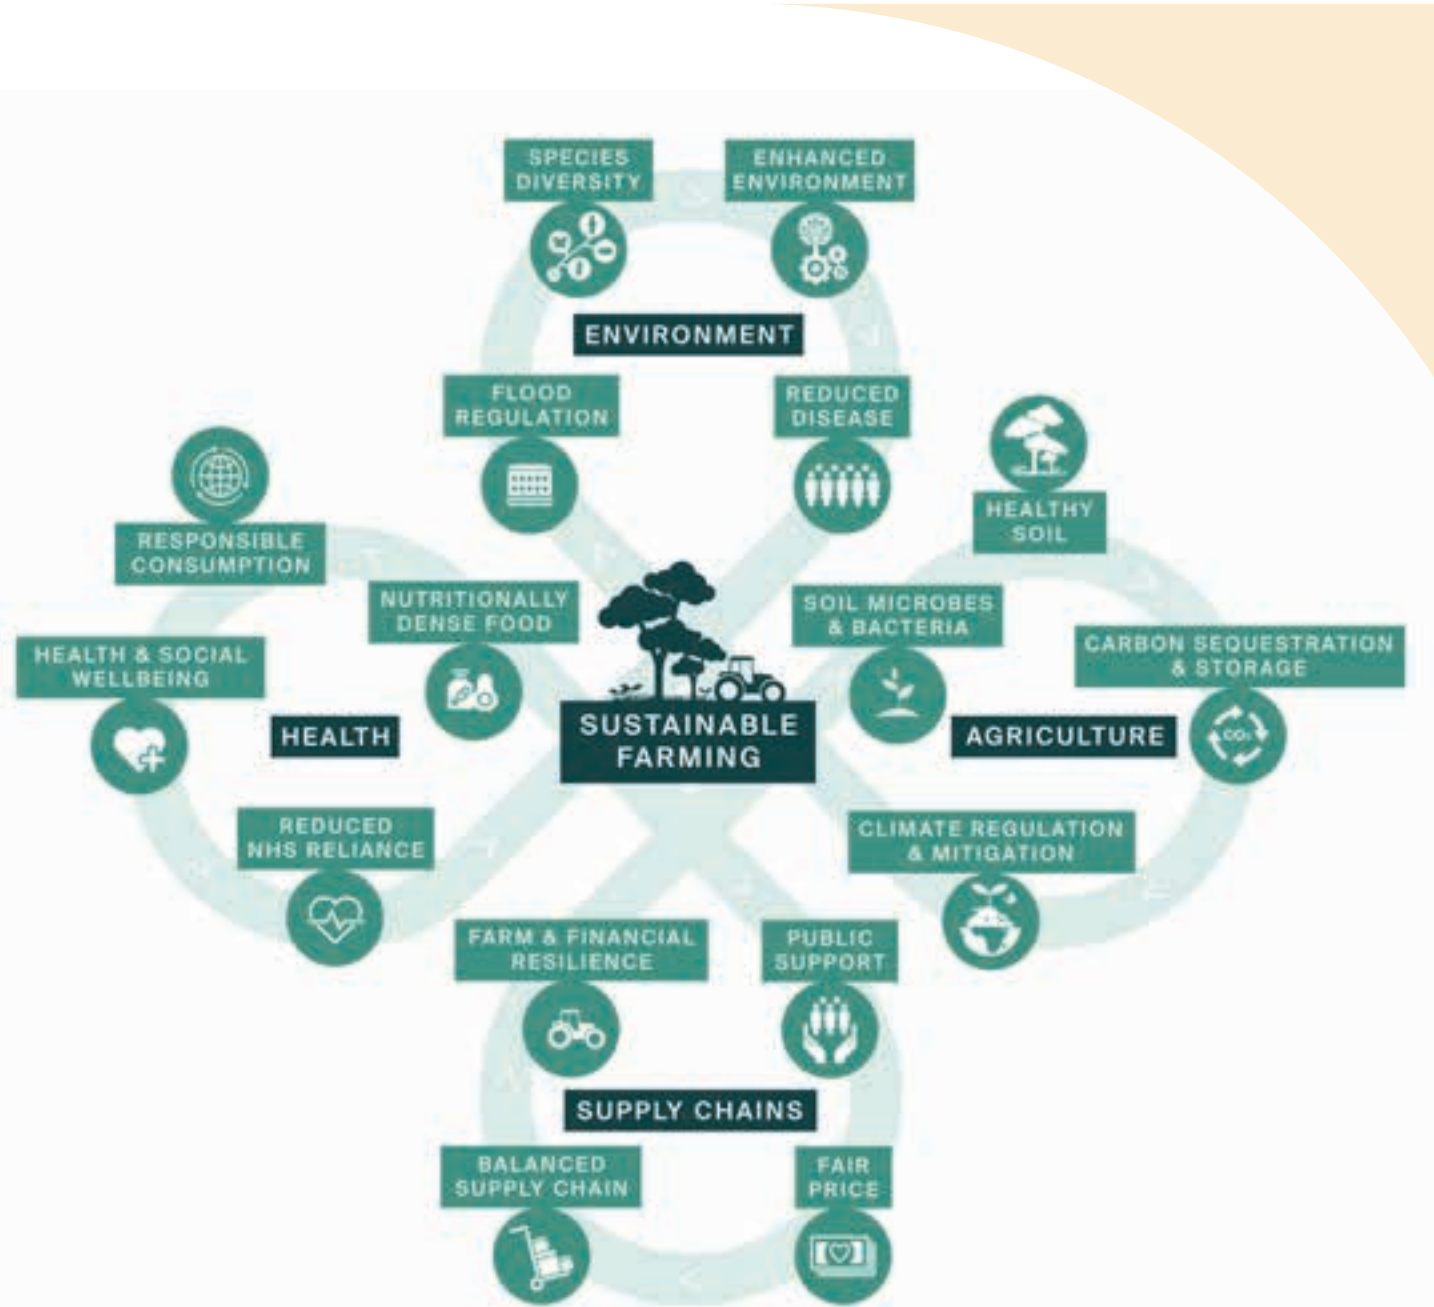 SPECIES
DIVERSITY
ENHANCED
ENVIRONMENT
ENVIRONMENT
FLOOD
REGULATION
REDUCED
DISEASE
HEALTHY
SOIL
RESPONSIBLE
CONSUMPTION
NUTRITIONALLY
DENSE FOOD
SOIL MICROBES
& BACTERIA
CARBON SEQUESTRATION
& STORAGE
HEALTH & SOCIAL
WELLBEING
HEALTH
SUSTAINABLE
FARMING
AGRICULTURE
CO₂
REDUCED
NHS RELIANCE
CLIMATE REGULATION
& MITIGATION
FARM & FINANCIAL
RESILIENCE
PUBLIC
SUPPORT
SUPPLY CHAINS
BALANCED
SUPPLY CHAIN
FAIR
PRICE